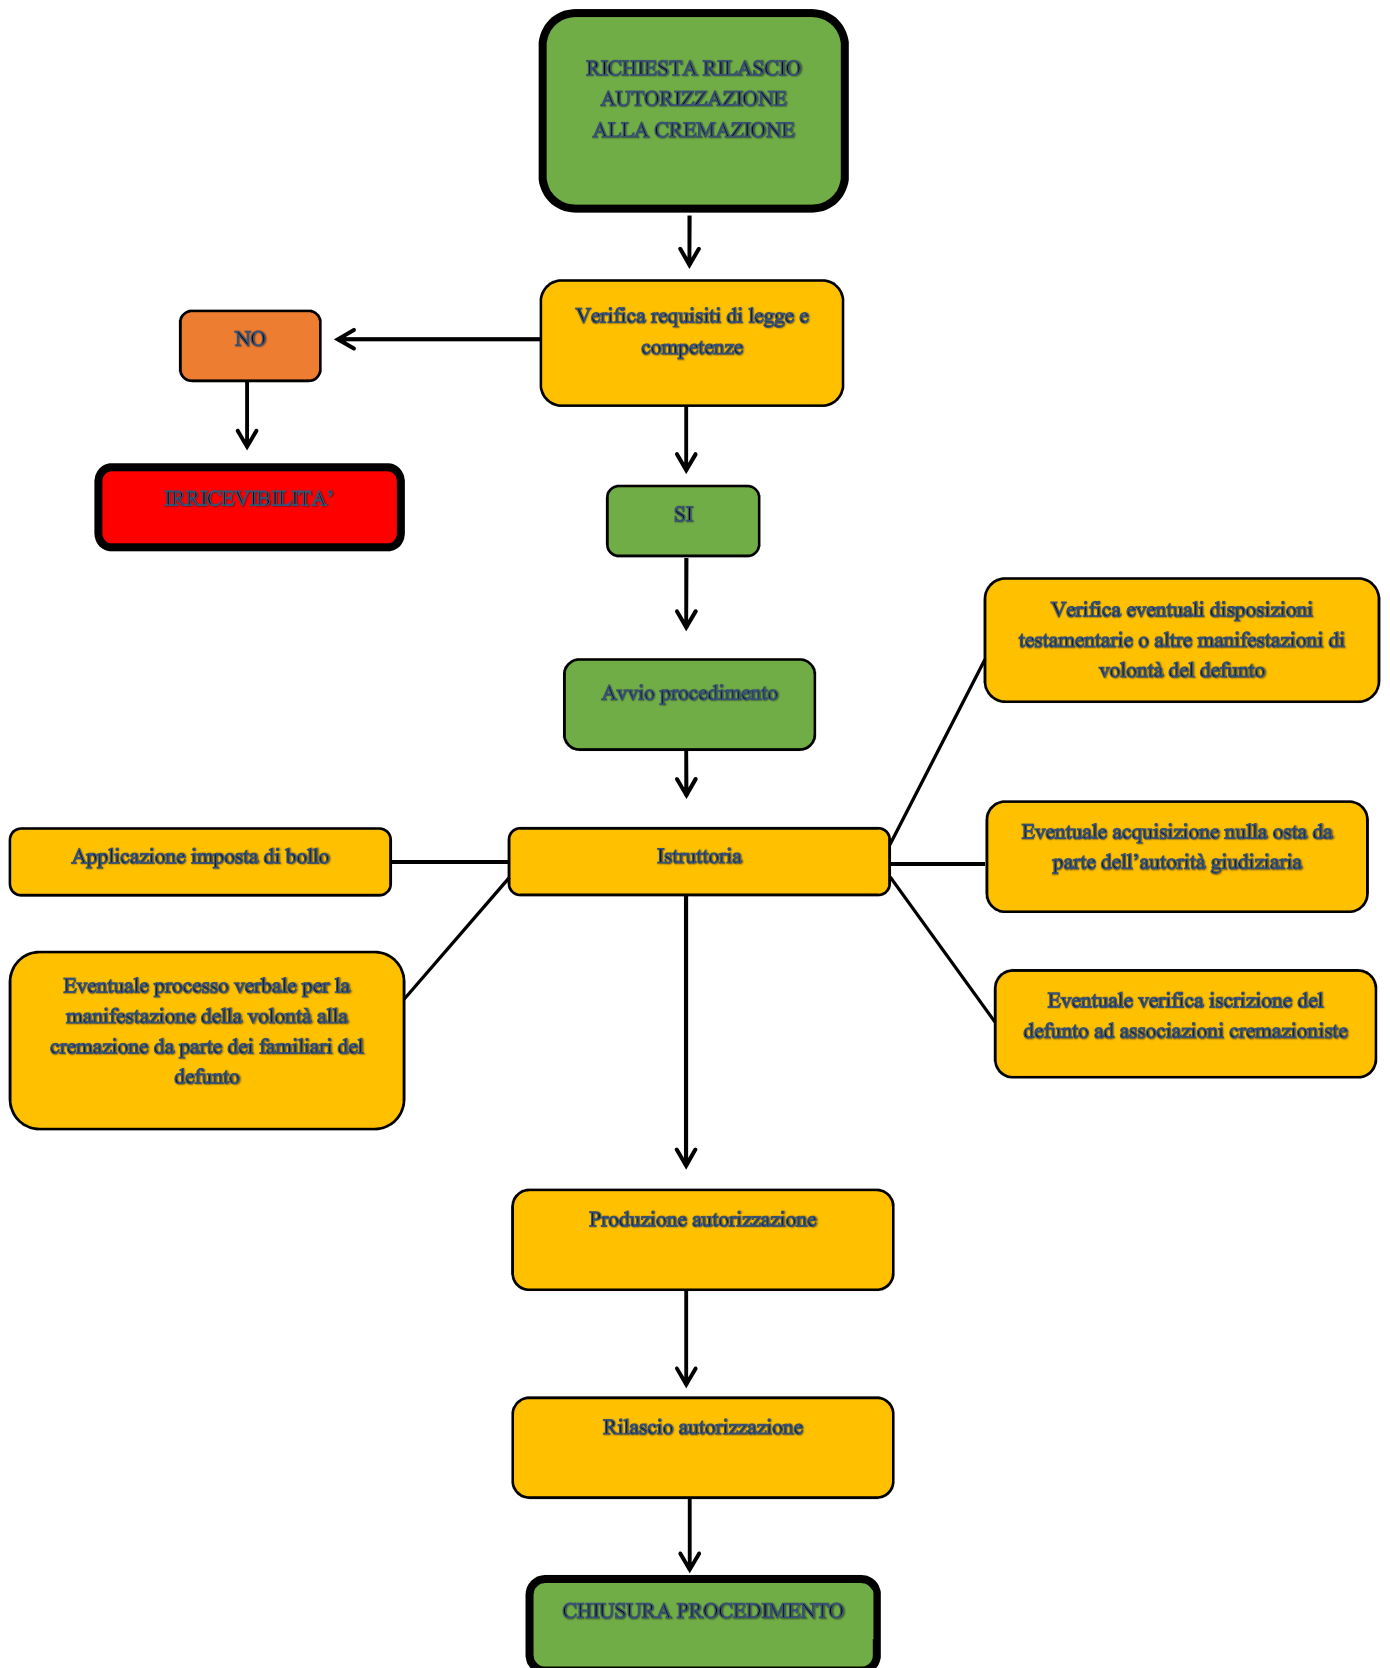 RICHIESTA RILASCIO
AUTORIZZAZIONE
ALLA CREMAZIONE
Verifica requisiti di legge e
competenze
NO
IRRICEVIBILITA’
SI
Avvio procedimento
Verifica eventuali disposizioni
testamentarie o altre manifestazioni di
volontà del defunto
Applicazione imposta di bollo
Istruttoria
Eventuale acquisizione nulla osta da
parte dell’autorità giudiziaria
Eventuale processo verbale per la
manifestazione della volontà alla
cremazione da parte dei familiari del
defunto
Eventuale verifica iscrizione del
defunto ad associazioni cremazioniste
Produzione autorizzazione
Rilascio autorizzazione
CHIUSURA PROCEDIMENTO